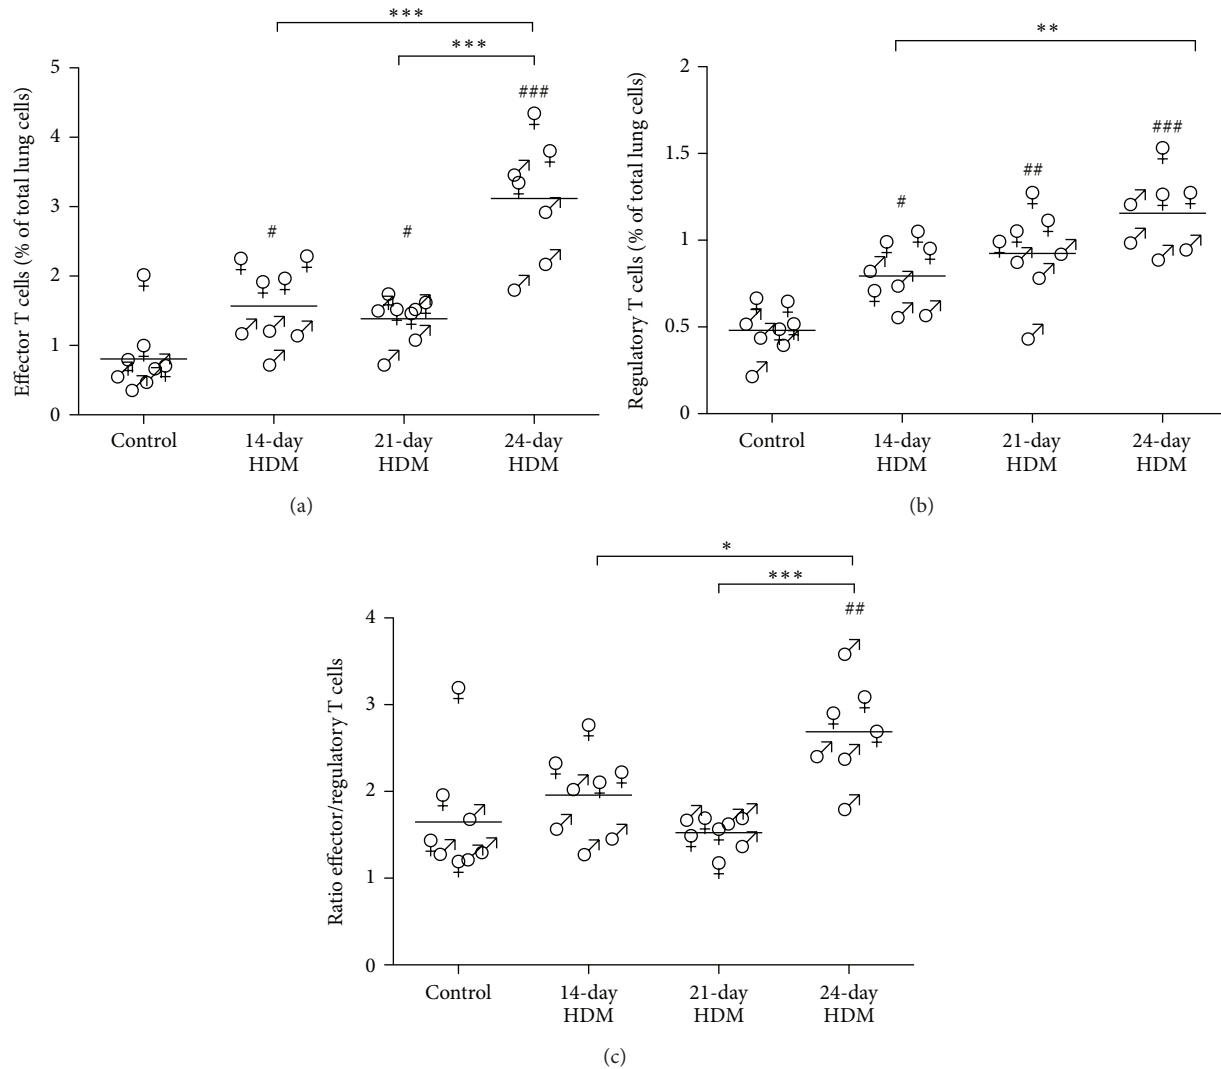 ***
***
###
#
#
Effector T cells (% of total lung cells)
5
4
3
2
1
0
Control
14-day
HDM
21-day
HDM
24-day
HDM
(a)
**
###
##
#
Regulatory T cells (% of total lung cells)
2
1.5
1
0.5
0
Control
14-day
HDM
21-day
HDM
24-day
HDM
(b)
*
***
##
Ratio effector/regulatory T cells
4
3
2
1
0
Control
14-day
HDM
21-day
HDM
24-day
HDM
(c)